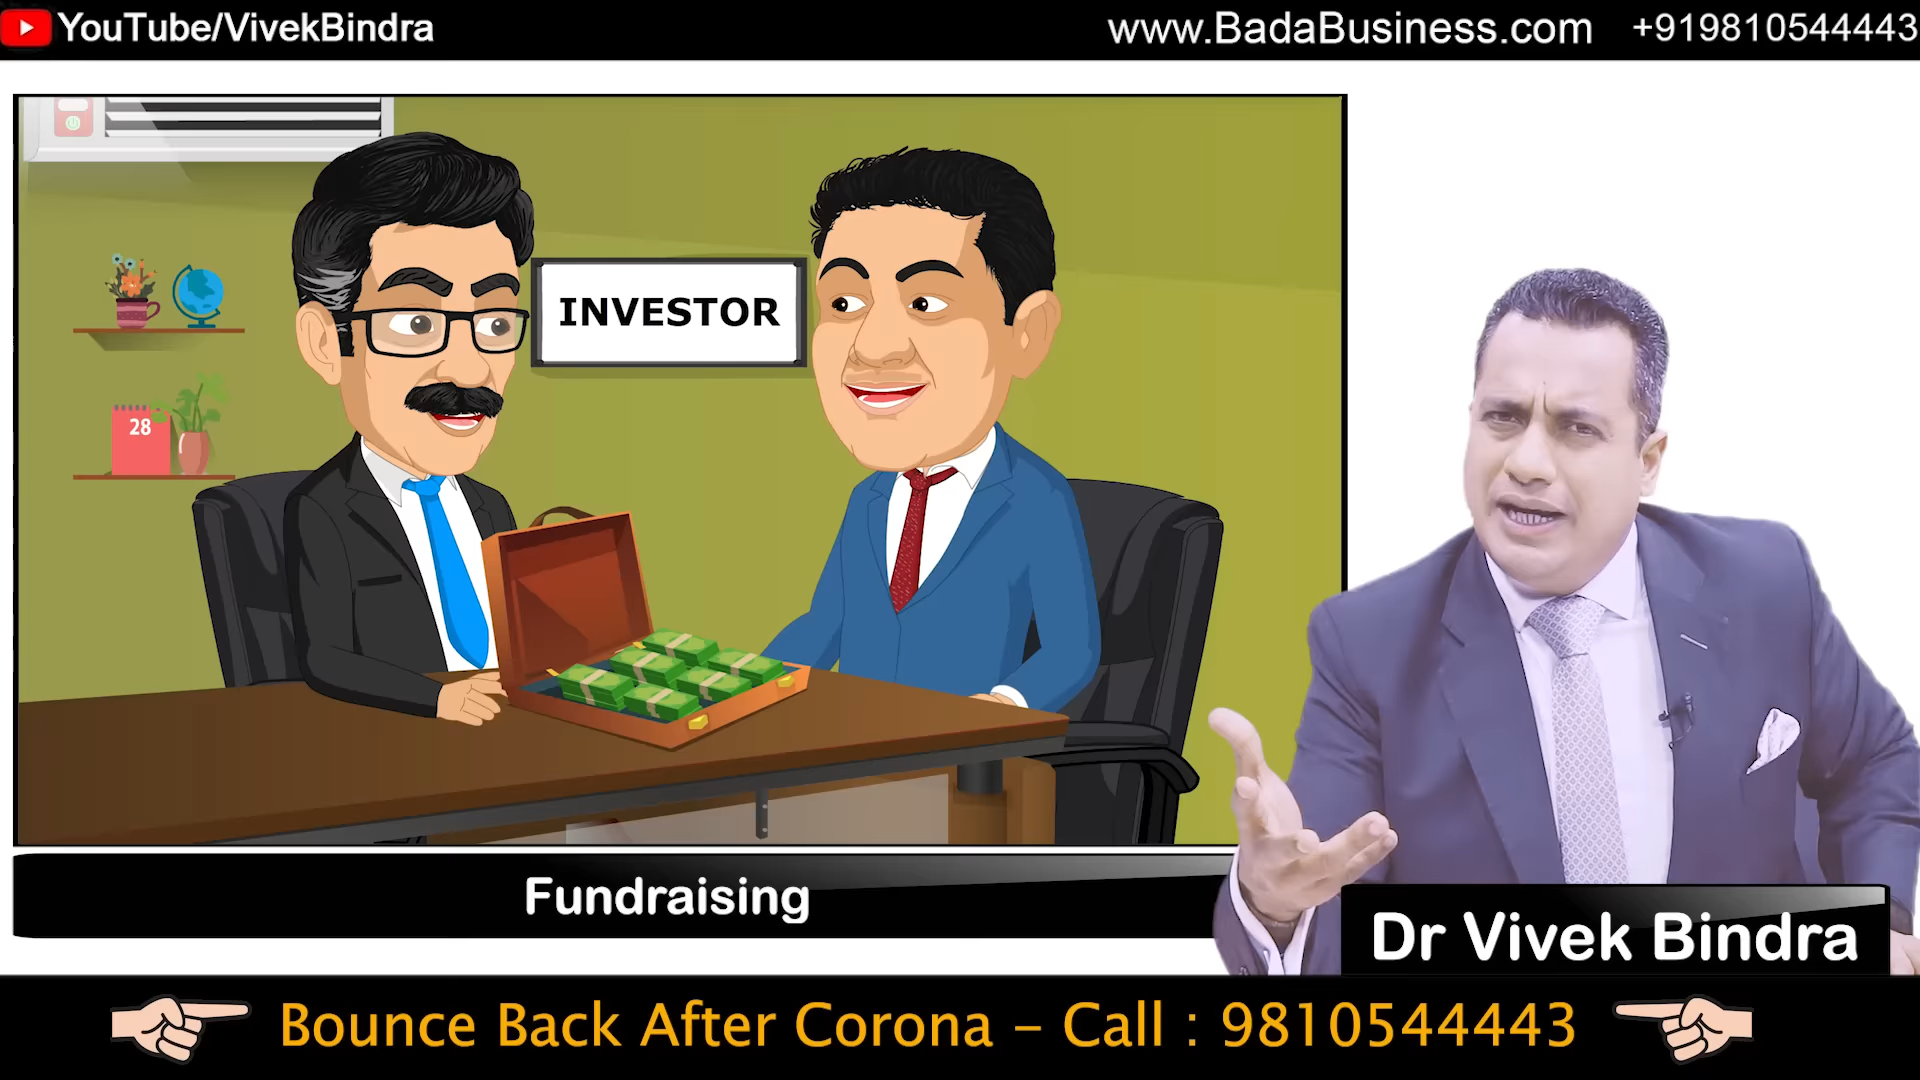 YouTube/VivekBindra
www.BadaBusiness.com
+919810544443
INVESTOR
28
Fundraising
Dr Vivek Bindra
Bounce Back After Corona – Call : 9810544443